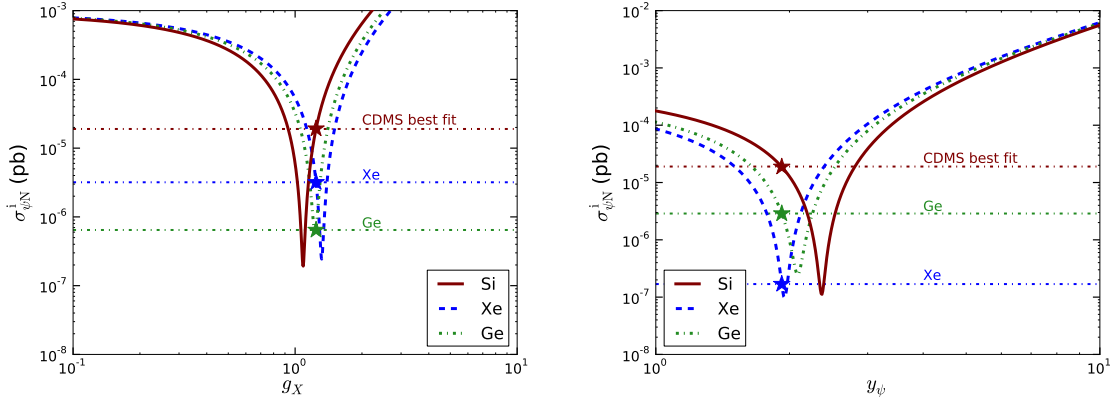 σ^i_ψN (pb)
10^-3
10^-4
10^-5
10^-6
10^-7
10^-8
CDMS best fit
Xe
Ge
Si
Xe
Ge
10^-1
10^0
10^1
g_X
σ^i_ψN (pb)
10^-2
10^-3
10^-4
10^-5
10^-6
10^-7
10^-8
CDMS best fit
Ge
Xe
Si
Xe
Ge
10^0
10^1
y_ψ